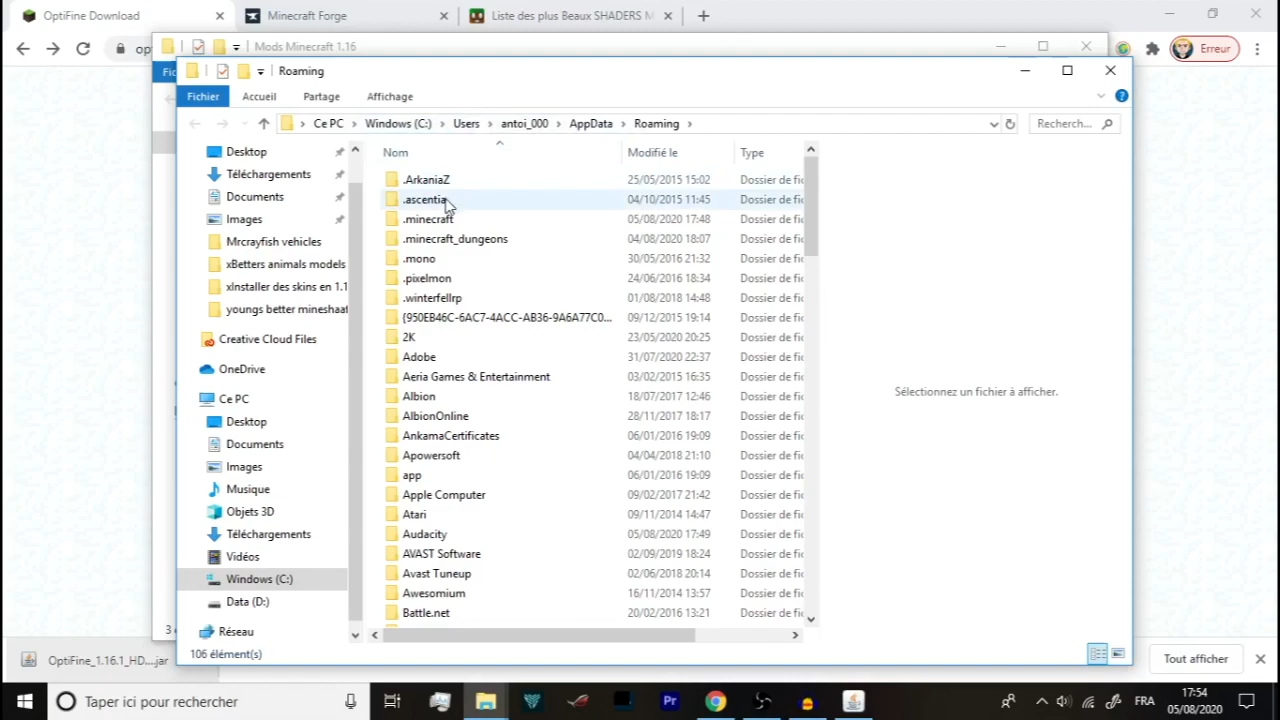 OptiFine Download
Minecraft Forge
Liste des plus Beaux SHADERS M
op
Erreur
Mods Minecraft 1.16
Fic
Roaming
Fichier
Accueil
Partage
Affichage
Ce PC > Windows (C:) > Users > antoi_000 > AppData > Roaming >
Recherch...
Nom
Modifié le
Type
Desktop
Téléchargements
Documents
Images
Mrcrayfish vehicles
xBetters animals models
xInstaller des skins en 1.1
youngs better mineshaf
Creative Cloud Files
OneDrive
Ce PC
Desktop
Documents
Images
Musique
Objets 3D
Téléchargements
Vidéos
Windows (C:)
Data (D:)
Réseau
.ArkaniaZ 25/05/2015 15:02 Dossier de fic
.ascentia 04/10/2015 11:45 Dossier de fic
.minecraft 05/08/2020 17:48 Dossier de fic
.minecraft_dungeons 04/08/2020 18:07 Dossier de fic
.mono 30/05/2016 21:32 Dossier de fic
.pixelmon 24/06/2016 18:34 Dossier de fic
.winterfellrp 01/08/2018 14:48 Dossier de fic
{950EB46C-6AC7-4ACC-AB36-9A6A77C0... 09/12/2015 19:14 Dossier de fic
2K 23/05/2020 20:25 Dossier de fic
Adobe 31/07/2020 22:37 Dossier de fic
Aeria Games & Entertainment 03/02/2015 16:35 Dossier de fic
Albion 18/07/2017 12:46 Dossier de fic
AlbionOnline 28/11/2017 18:17 Dossier de fic
AnkamaCertificates 06/01/2016 19:09 Dossier de fic
Apowersoft 04/04/2018 21:10 Dossier de fic
app 06/01/2016 19:09 Dossier de fic
Apple Computer 09/02/2017 21:42 Dossier de fic
Atari 09/11/2014 14:47 Dossier de fic
Audacity 05/08/2020 17:49 Dossier de fic
AVAST Software 02/09/2019 18:24 Dossier de fic
Avast Tuneup 02/06/2018 20:14 Dossier de fic
Awesomium 16/11/2014 13:57 Dossier de fic
Battle.net 20/02/2016 13:21 Dossier de fic
Sélectionnez un fichier à afficher.
3
106 élément(s)
OptiFine_1.16.1_HD....jar
Tout afficher
Taper ici pour rechercher
Pr
FRA
17:54
05/08/2020